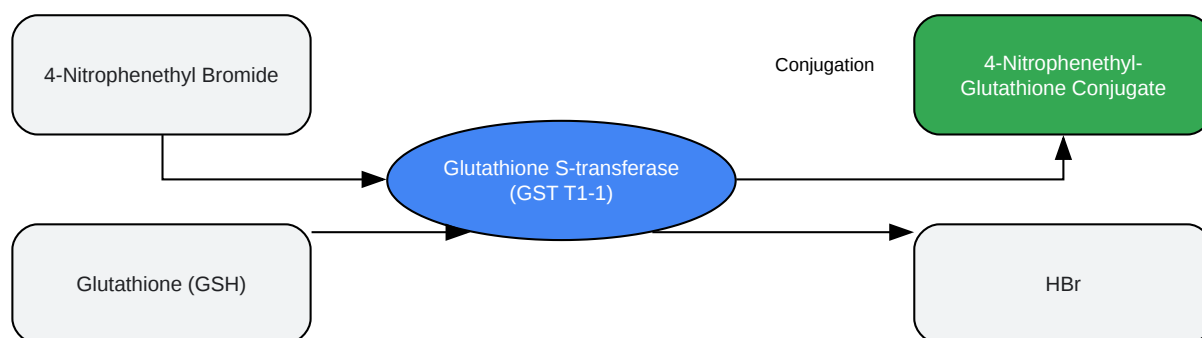 4-Nitrophenethyl Bromide
Conjugation
4-Nitrophenethyl-
Glutathione Conjugate
Glutathione S-transferase
(GST T1-1)
Glutathione (GSH)
HBr